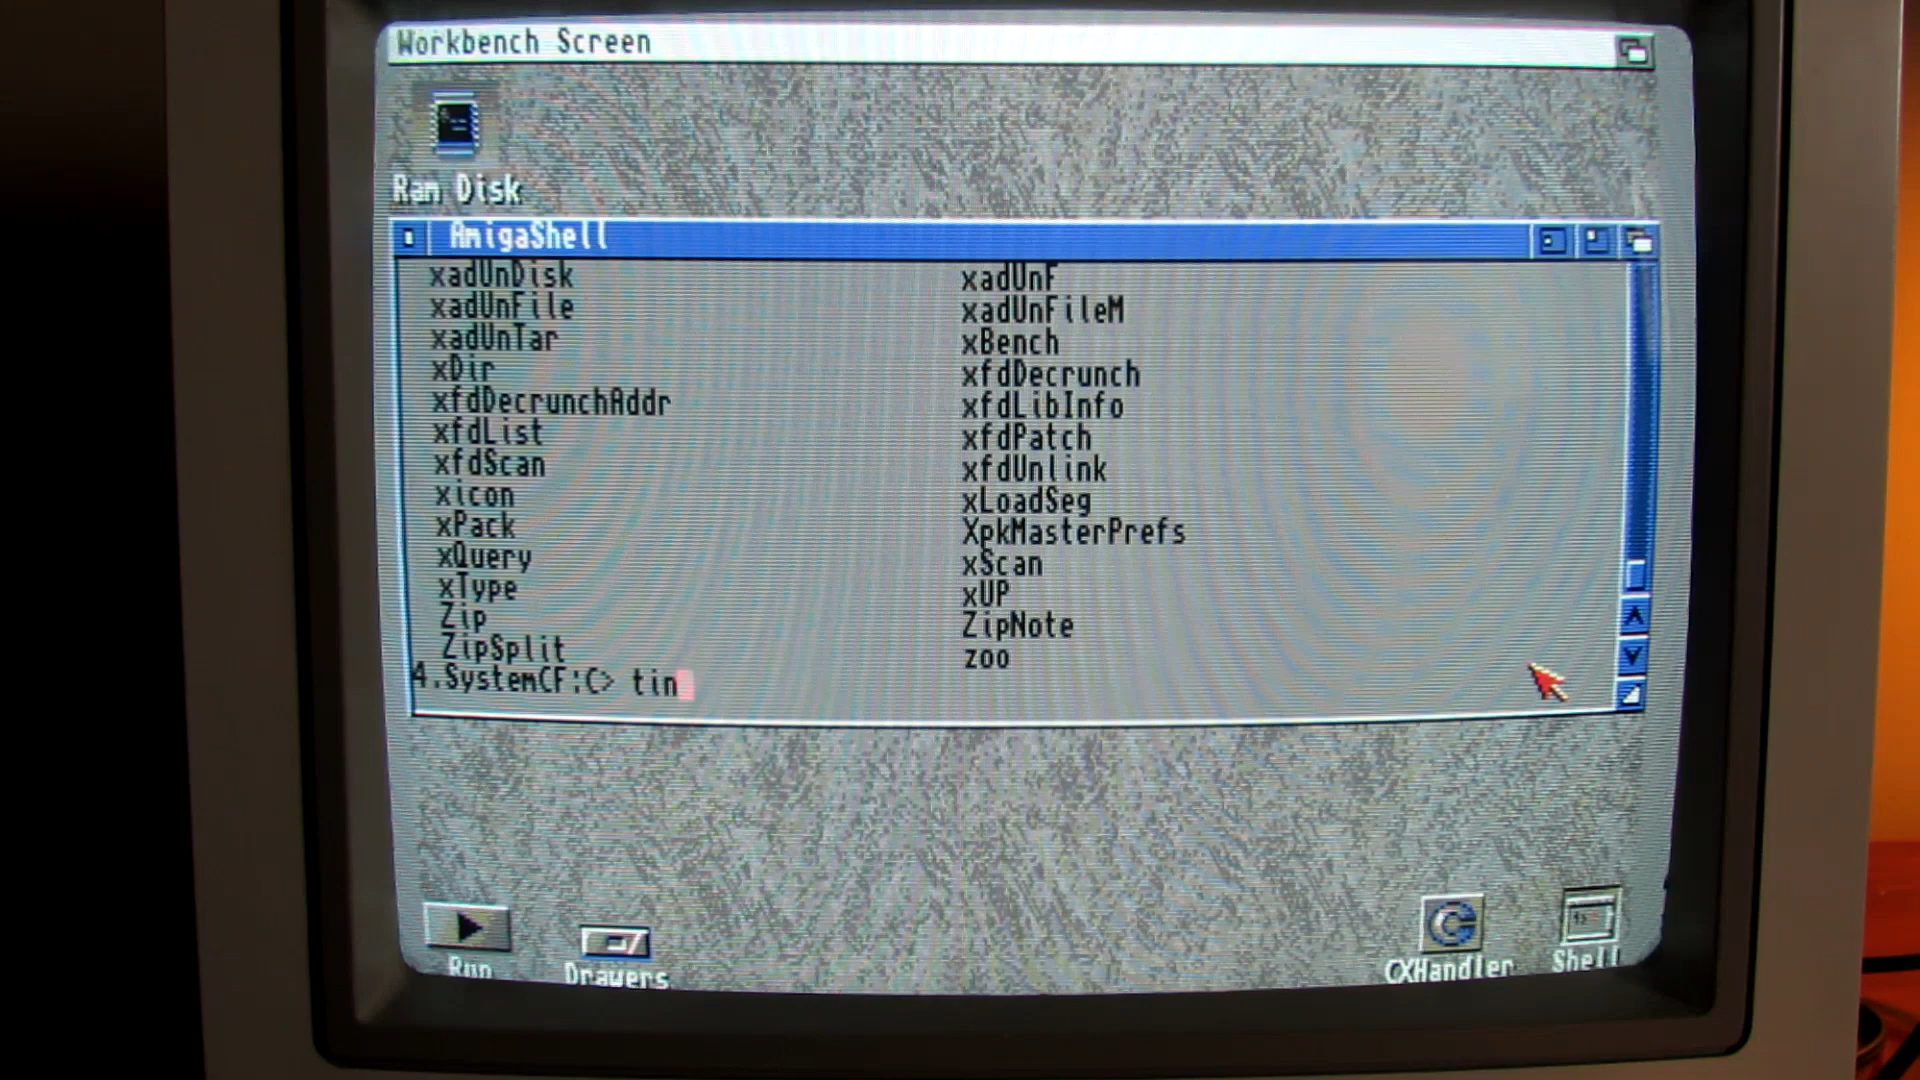 Workbench Screen
Ram Disk
AmigaShell
xadUnDisk xadUnF
xadUnFile xadUnFileM
xadUnTar xBench
xDir xfdDecrunch
xfdDecrunchAddr xfdLibInfo
xfdList xfdPatch
xfdScan xfdUnlink
xicon xLoadSeg
xPack XpkMasterPrefs
xQuery xScan
xType xUP
Zip ZipNote
ZipSplit zoo
4.SystemCF:C> tin
Run Drawers CXHandler Shell